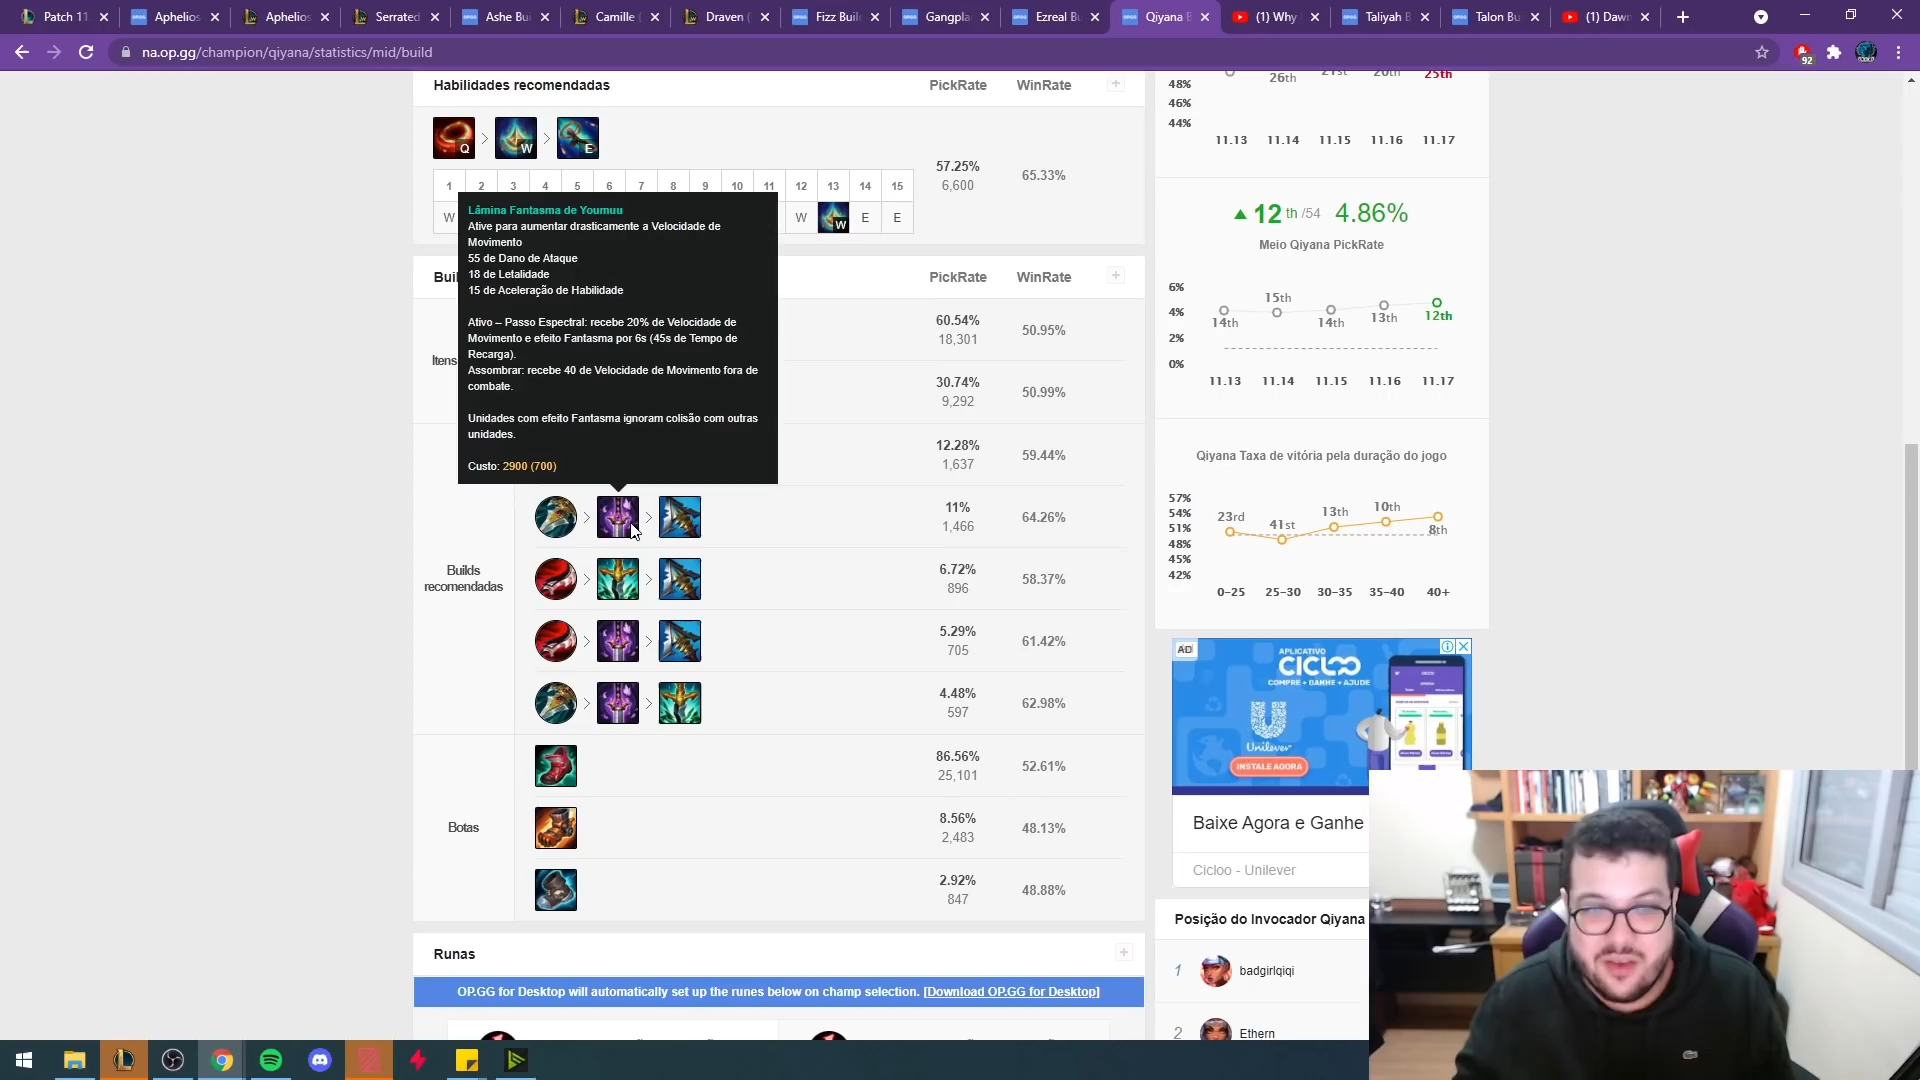 Patch 11.
Aphelios
Aphelios
Serrated
Ashe Bui
Camille (
Draven (
Fizz Buil
Gangpla
Ezreal Bu
Qiyana B
(1) Why
Taliyah B
Talon Bu
(1) Dawn
na.op.gg/champion/qiyana/statistics/mid/build
92
Habilidades recomendadas PickRate WinRate
Q W E
57.25%
6,600
65.33%
1 2 3 4 5 6 7 8 9 10 11 12 13 14 15
W W W E E
Lâmina Fantasma de Youmuu
Ative para aumentar drasticamente a Velocidade de
Movimento
55 de Dano de Ataque
18 de Letalidade
15 de Aceleração de Habilidade
Ativo – Passo Espectral: recebe 20% de Velocidade de
Movimento e efeito Fantasma por 6s (45s de Tempo de
Recarga).
Assombrar: recebe 40 de Velocidade de Movimento fora de
combate.
Unidades com efeito Fantasma ignoram colisão com outras
unidades.
Custo: 2900 (700)
Buil PickRate WinRate
Itens
60.54%
18,301
50.95%
30.74%
9,292
50.99%
12.28%
1,637
59.44%
11%
1,466
64.26%
Builds
recomendadas
6.72%
896
58.37%
5.29%
705
61.42%
4.48%
597
62.98%
86.56%
25,101
52.61%
Botas
8.56%
2,483
48.13%
2.92%
847
48.88%
Runas
OP.GG for Desktop will automatically set up the runes below on champ selection. [Download OP.GG for Desktop]
48%
46%
44%
26th 21st 20th 25th
11.13 11.14 11.15 11.16 11.17
12 th /54 4.86%
Meio Qiyana PickRate
6%
4%
2%
0%
14th 15th 14th 13th 12th
11.13 11.14 11.15 11.16 11.17
Qiyana Taxa de vitória pela duração do jogo
57%
54%
51%
48%
45%
42%
23rd 41st 13th 10th 8th
0-25 25-30 30-35 35-40 40+
AD
APLICATIVO
CICLOO
COMPRE + GANHE + AJUDE
Unilever
INSTALE AGORA
Baixe Agora e Ganhe
Cicloo - Unilever
Posição do Invocador Qiyana
1 badgirlqiqi
2 Ethern